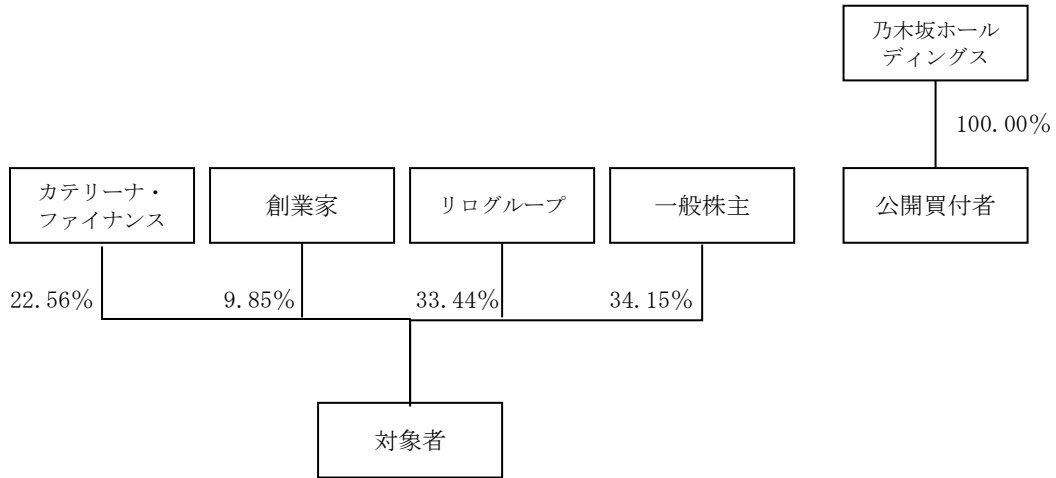 乃木坂ホール
ディングス
100.00%
カテリーナ・
ファイナンス
創業家
リログループ
一般株主
公開買付者
22.56%
9.85%
33.44%
34.15%
対象者